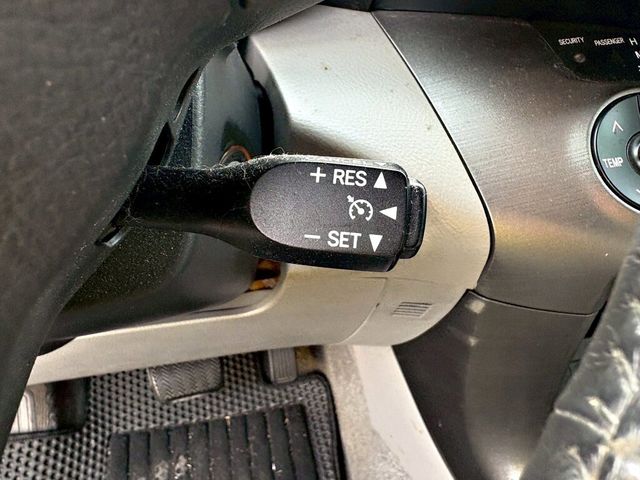 SECURITY PASSENGER H
+ RES ▲
◄
− SET ▼
TEMP